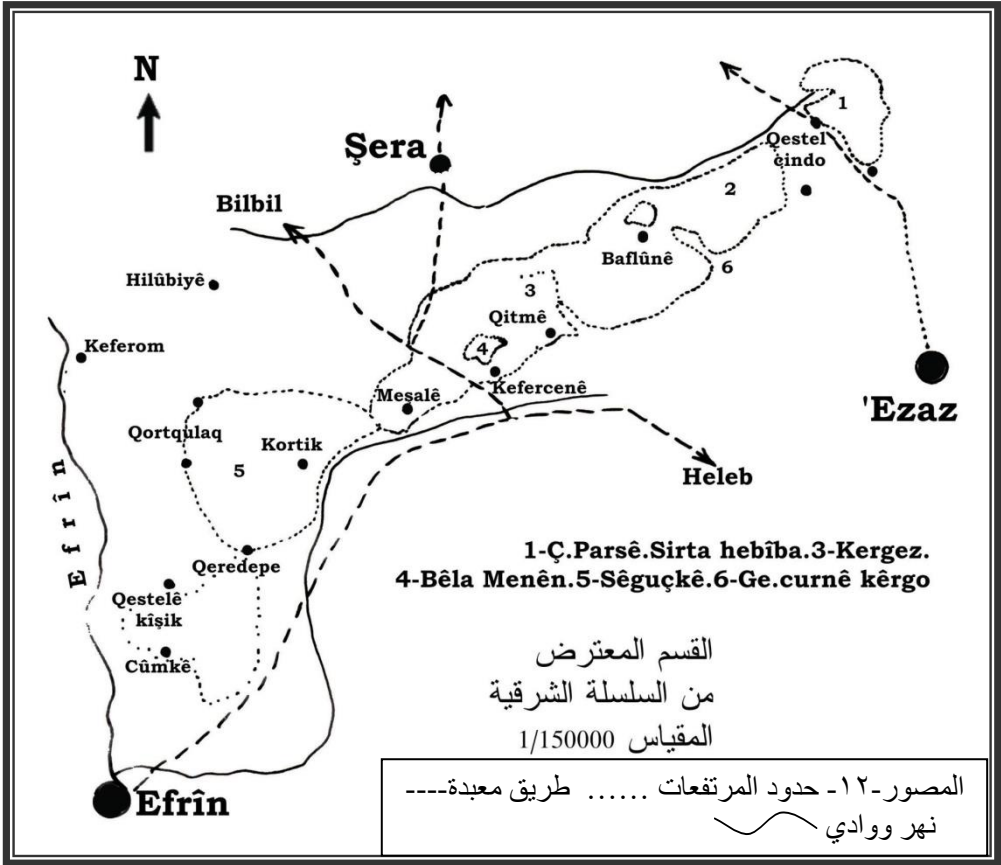 N
Şera
1
Qestel
cindo
2
Bilbil
Baflûnê
6
Hilûbiyê
3
Qitmê
Keferom
4
Kefercenê
'Ezaz
Meşalê
Qortqulaq
Kortik
5
Heleb
Efrîn
1-Ç.Parsê.Sirta hebîba.3-Kergez.
4-Bêla Menên.5-Sêguçkê.6-Ge.curnê kêrgo
Qeredepe
Qestelê
kîşik
Cûmkê
القسم المعترض
من السلسلة الشرقية
المقياس 1/150000
Efrîn
المصور-١٢- حدود المرتفعات ...... طريق معبدة----
نهر ووادي